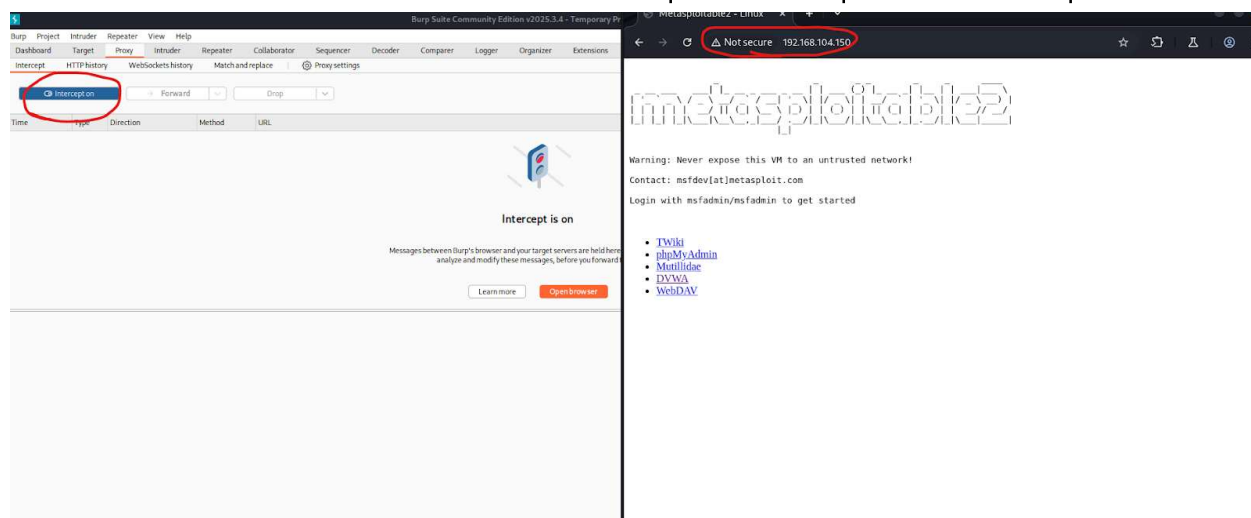 Burp Suite Community Edition v2025.3.4 - Temporary Pr
Burp Project Intruder Repeater View Help
Dashboard Target Proxy Intruder Repeater Collaborator Sequencer Decoder Comparer Logger Organizer Extensions
Intercept HTTP history WebSockets history Match and replace Proxy settings
Intercept on Forward Drop
Time Type Direction Method URL
Intercept is on
Messages between Burp's browser and your target servers are held here
analyze and modify these messages, before you forward
Learn more Open browser
Metasploitable2 - Linux
Not secure 192.168.104.150
metasploitable2
Warning: Never expose this VM to an untrusted network!
Contact: msfdev[at]metasploit.com
Login with msfadmin/msfadmin to get started
TWiki
phpMyAdmin
Mutillidae
DVWA
WebDAV